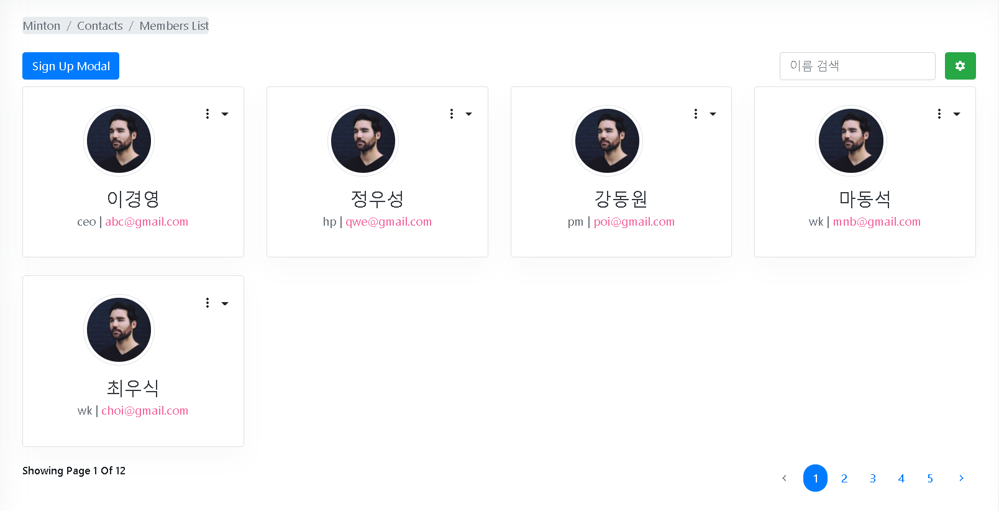 Minton / Contacts / Members List
Sign Up Modal
이름 검색
이경영
ceo | abc@gmail.com
정우성
hp | qwe@gmail.com
강동원
pm | poi@gmail.com
마동석
wk | mnb@gmail.com
최우식
wk | choi@gmail.com
Showing Page 1 Of 12
‹ 1 2 3 4 5 ›